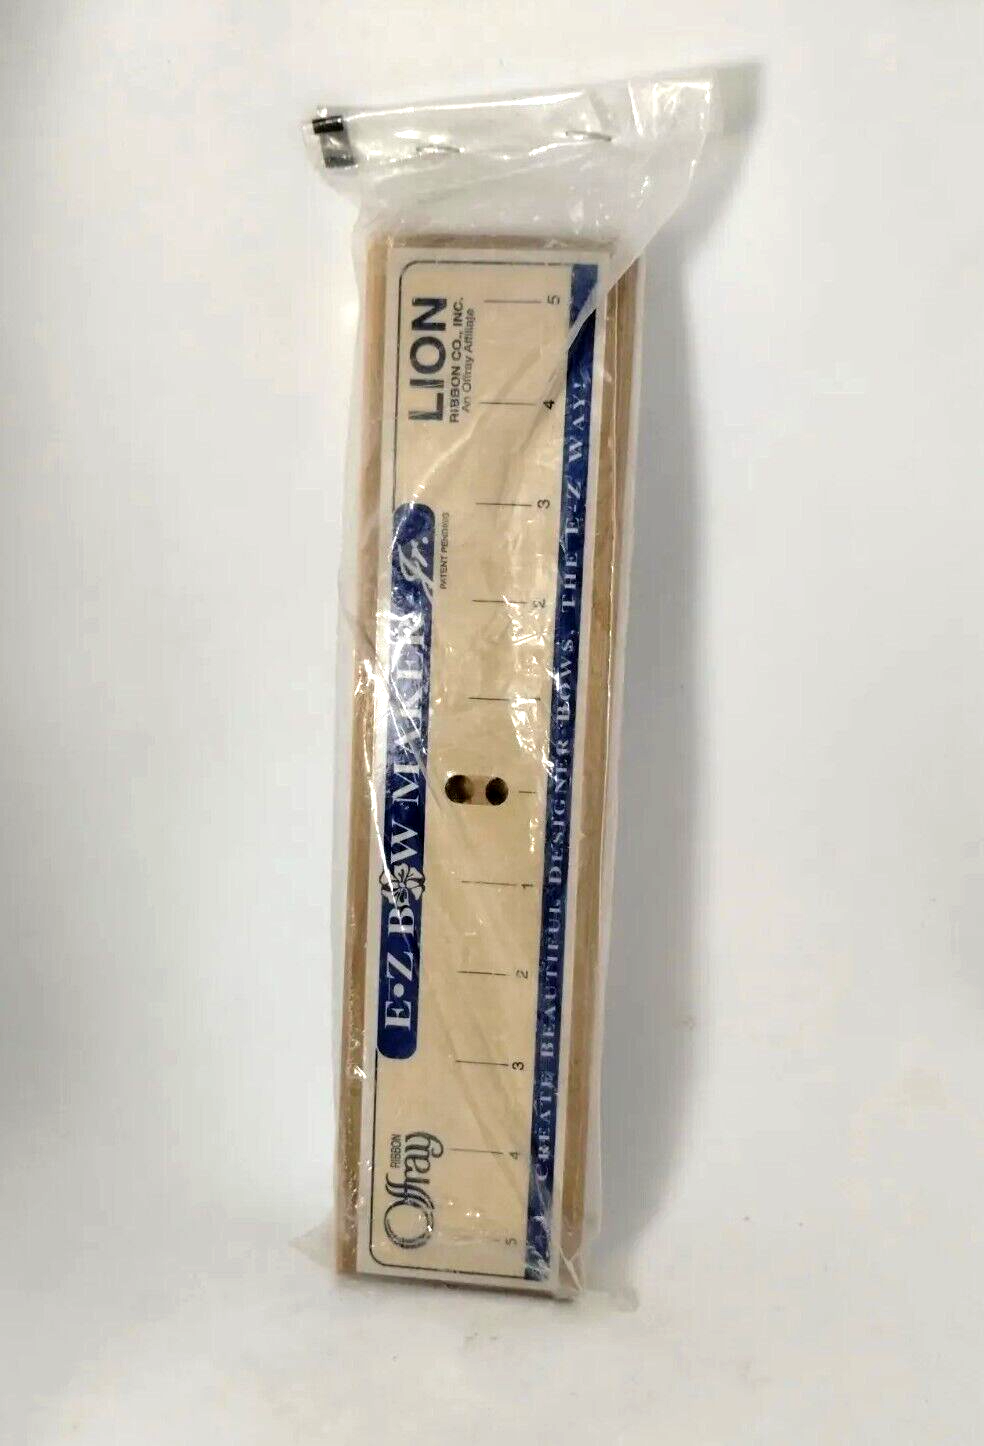 E•Z BOW MAKER Jr.
PATENT PENDING
RIBBON
Offray
LION
RIBBON CO., INC.
An Offray Affiliate
5 4 3 2 1 1 2 3 4 5
CREATE BEAUTIFUL DESIGNER BOWS, THE E-Z WAY!